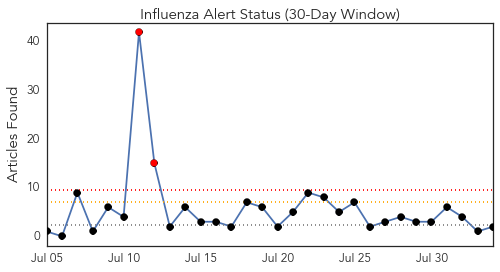 Influenza Alert Status (30-Day Window)
Articles Found
40
30
20
10
0
Jul 05
Jul 10
Jul 15
Jul 20
Jul 25
Jul 30